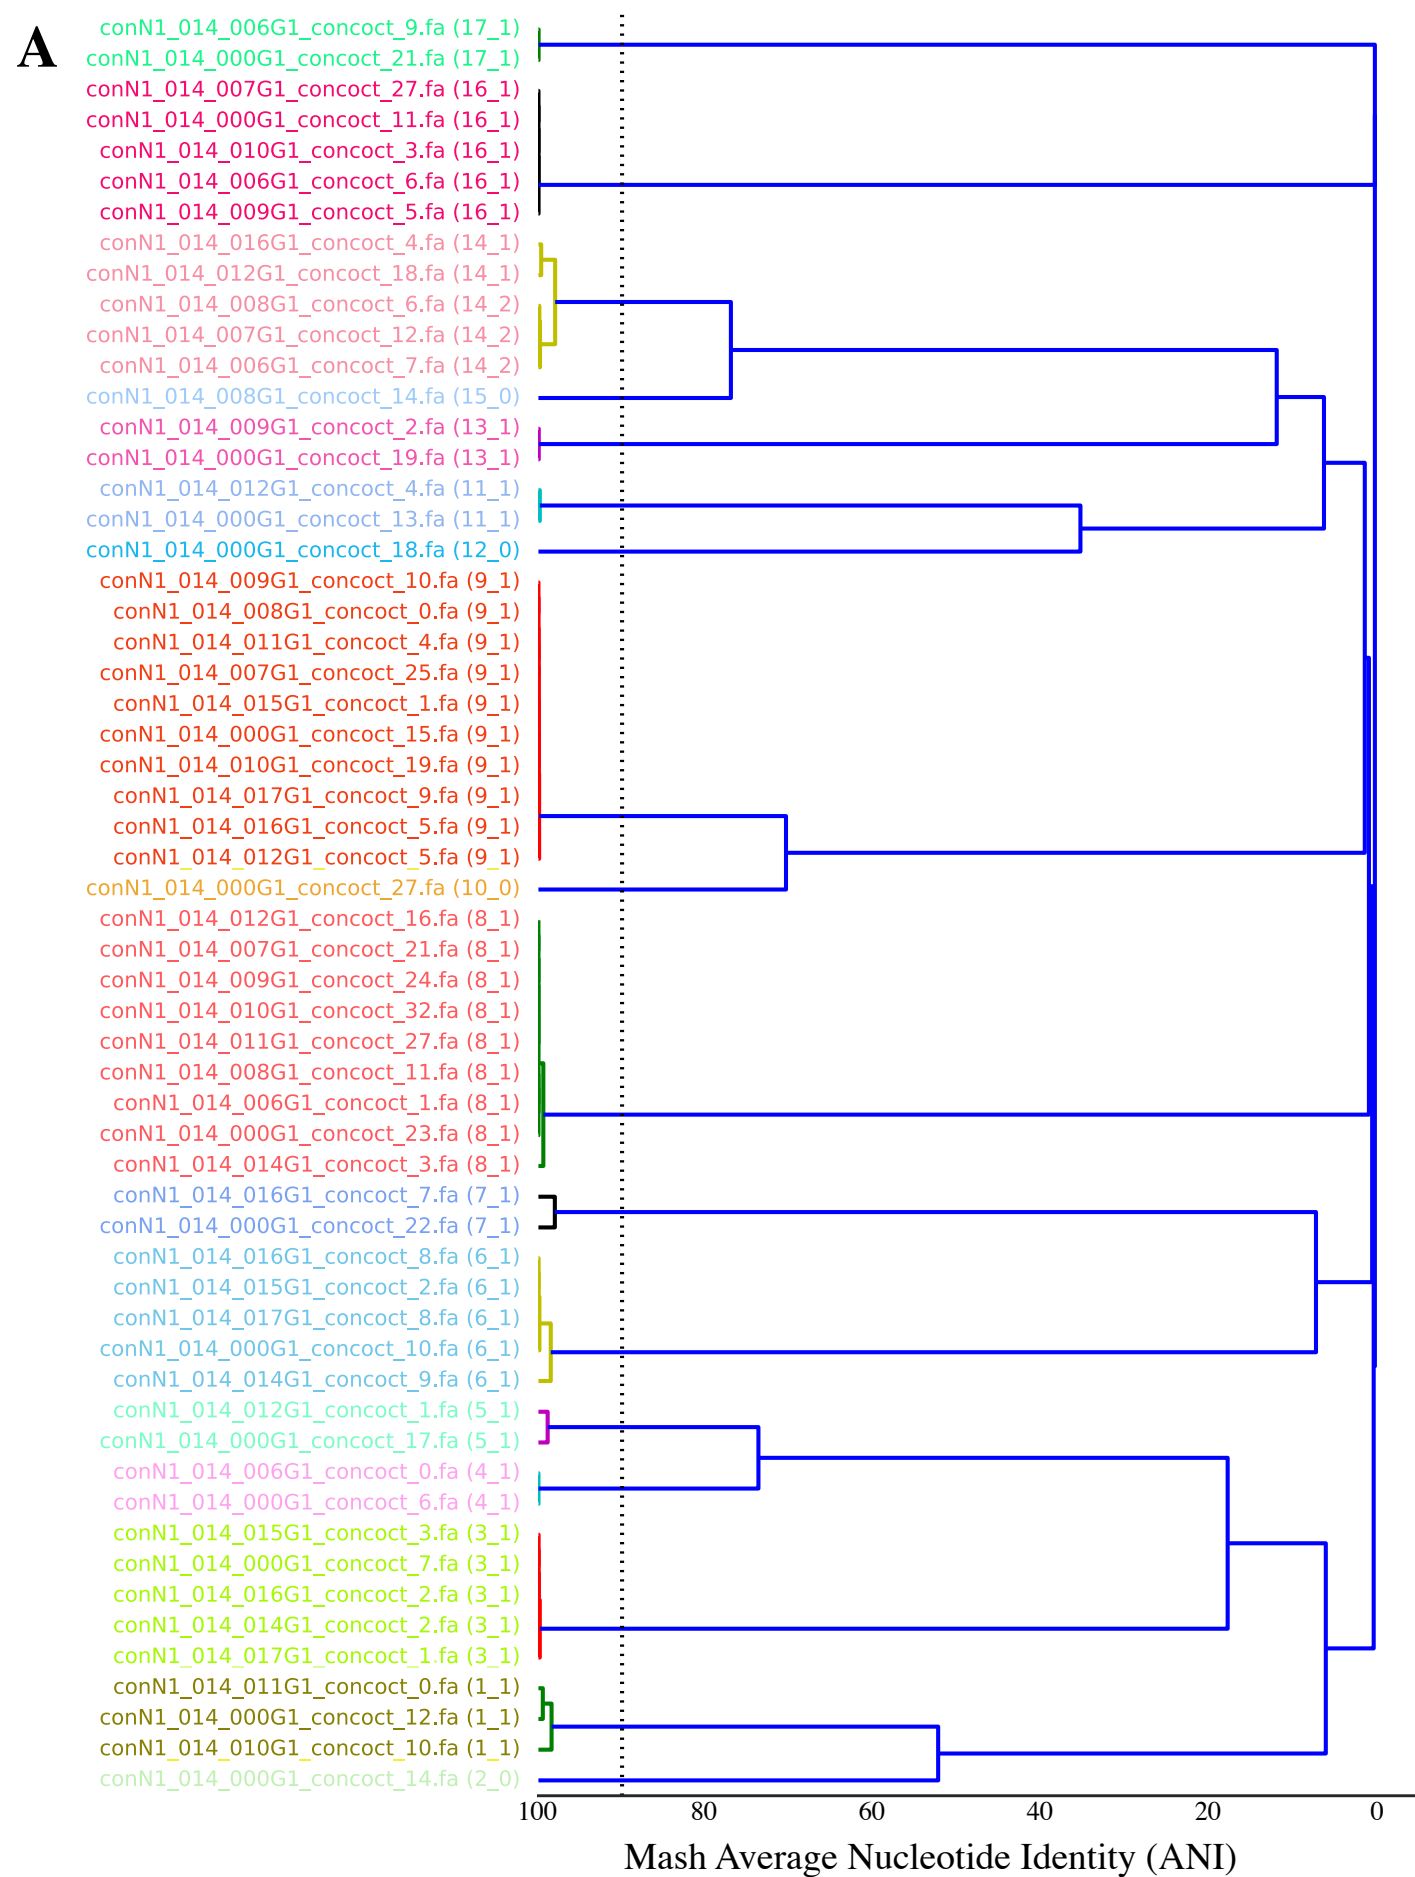 A
conN1_014_006G1_concoct_9.fa (17_1)
conN1_014_000G1_concoct_21.fa (17_1)
conN1_014_007G1_concoct_27.fa (16_1)
conN1_014_000G1_concoct_11.fa (16_1)
conN1_014_010G1_concoct_3.fa (16_1)
conN1_014_006G1_concoct_6.fa (16_1)
conN1_014_009G1_concoct_5.fa (16_1)
conN1_014_016G1_concoct_4.fa (14_1)
conN1_014_012G1_concoct_18.fa (14_1)
conN1_014_008G1_concoct_6.fa (14_2)
conN1_014_007G1_concoct_12.fa (14_2)
conN1_014_006G1_concoct_7.fa (14_2)
conN1_014_008G1_concoct_14.fa (15_0)
conN1_014_009G1_concoct_2.fa (13_1)
conN1_014_000G1_concoct_19.fa (13_1)
conN1_014_012G1_concoct_4.fa (11_1)
conN1_014_000G1_concoct_13.fa (11_1)
conN1_014_000G1_concoct_18.fa (12_0)
conN1_014_009G1_concoct_10.fa (9_1)
conN1_014_008G1_concoct_0.fa (9_1)
conN1_014_011G1_concoct_4.fa (9_1)
conN1_014_007G1_concoct_25.fa (9_1)
conN1_014_015G1_concoct_1.fa (9_1)
conN1_014_000G1_concoct_15.fa (9_1)
conN1_014_010G1_concoct_19.fa (9_1)
conN1_014_017G1_concoct_9.fa (9_1)
conN1_014_016G1_concoct_5.fa (9_1)
conN1_014_012G1_concoct_5.fa (9_1)
conN1_014_000G1_concoct_27.fa (10_0)
conN1_014_012G1_concoct_16.fa (8_1)
conN1_014_007G1_concoct_21.fa (8_1)
conN1_014_009G1_concoct_24.fa (8_1)
conN1_014_010G1_concoct_32.fa (8_1)
conN1_014_011G1_concoct_27.fa (8_1)
conN1_014_008G1_concoct_11.fa (8_1)
conN1_014_006G1_concoct_1.fa (8_1)
conN1_014_000G1_concoct_23.fa (8_1)
conN1_014_014G1_concoct_3.fa (8_1)
conN1_014_016G1_concoct_7.fa (7_1)
conN1_014_000G1_concoct_22.fa (7_1)
conN1_014_016G1_concoct_8.fa (6_1)
conN1_014_015G1_concoct_2.fa (6_1)
conN1_014_017G1_concoct_8.fa (6_1)
conN1_014_000G1_concoct_10.fa (6_1)
conN1_014_014G1_concoct_9.fa (6_1)
conN1_014_012G1_concoct_1.fa (5_1)
conN1_014_000G1_concoct_17.fa (5_1)
conN1_014_006G1_concoct_0.fa (4_1)
conN1_014_000G1_concoct_6.fa (4_1)
conN1_014_015G1_concoct_3.fa (3_1)
conN1_014_000G1_concoct_7.fa (3_1)
conN1_014_016G1_concoct_2.fa (3_1)
conN1_014_014G1_concoct_2.fa (3_1)
conN1_014_017G1_concoct_1.fa (3_1)
conN1_014_011G1_concoct_0.fa (1_1)
conN1_014_000G1_concoct_12.fa (1_1)
conN1_014_010G1_concoct_10.fa (1_1)
conN1_014_000G1_concoct_14.fa (2_0)
100 80 60 40 20 0
Mash Average Nucleotide Identity (ANI)